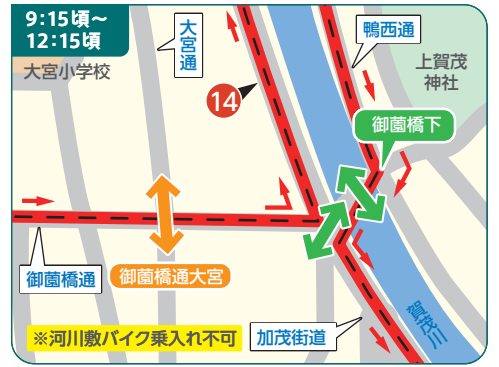 9:15頃～
12:15頃
大宮小学校
大宮通
14
鴨西通
上賀茂
神社
御薗橋下
御薗橋通
御薗橋通大宮
賀茂川
※河川敷バイク乗入れ不可
加茂街道